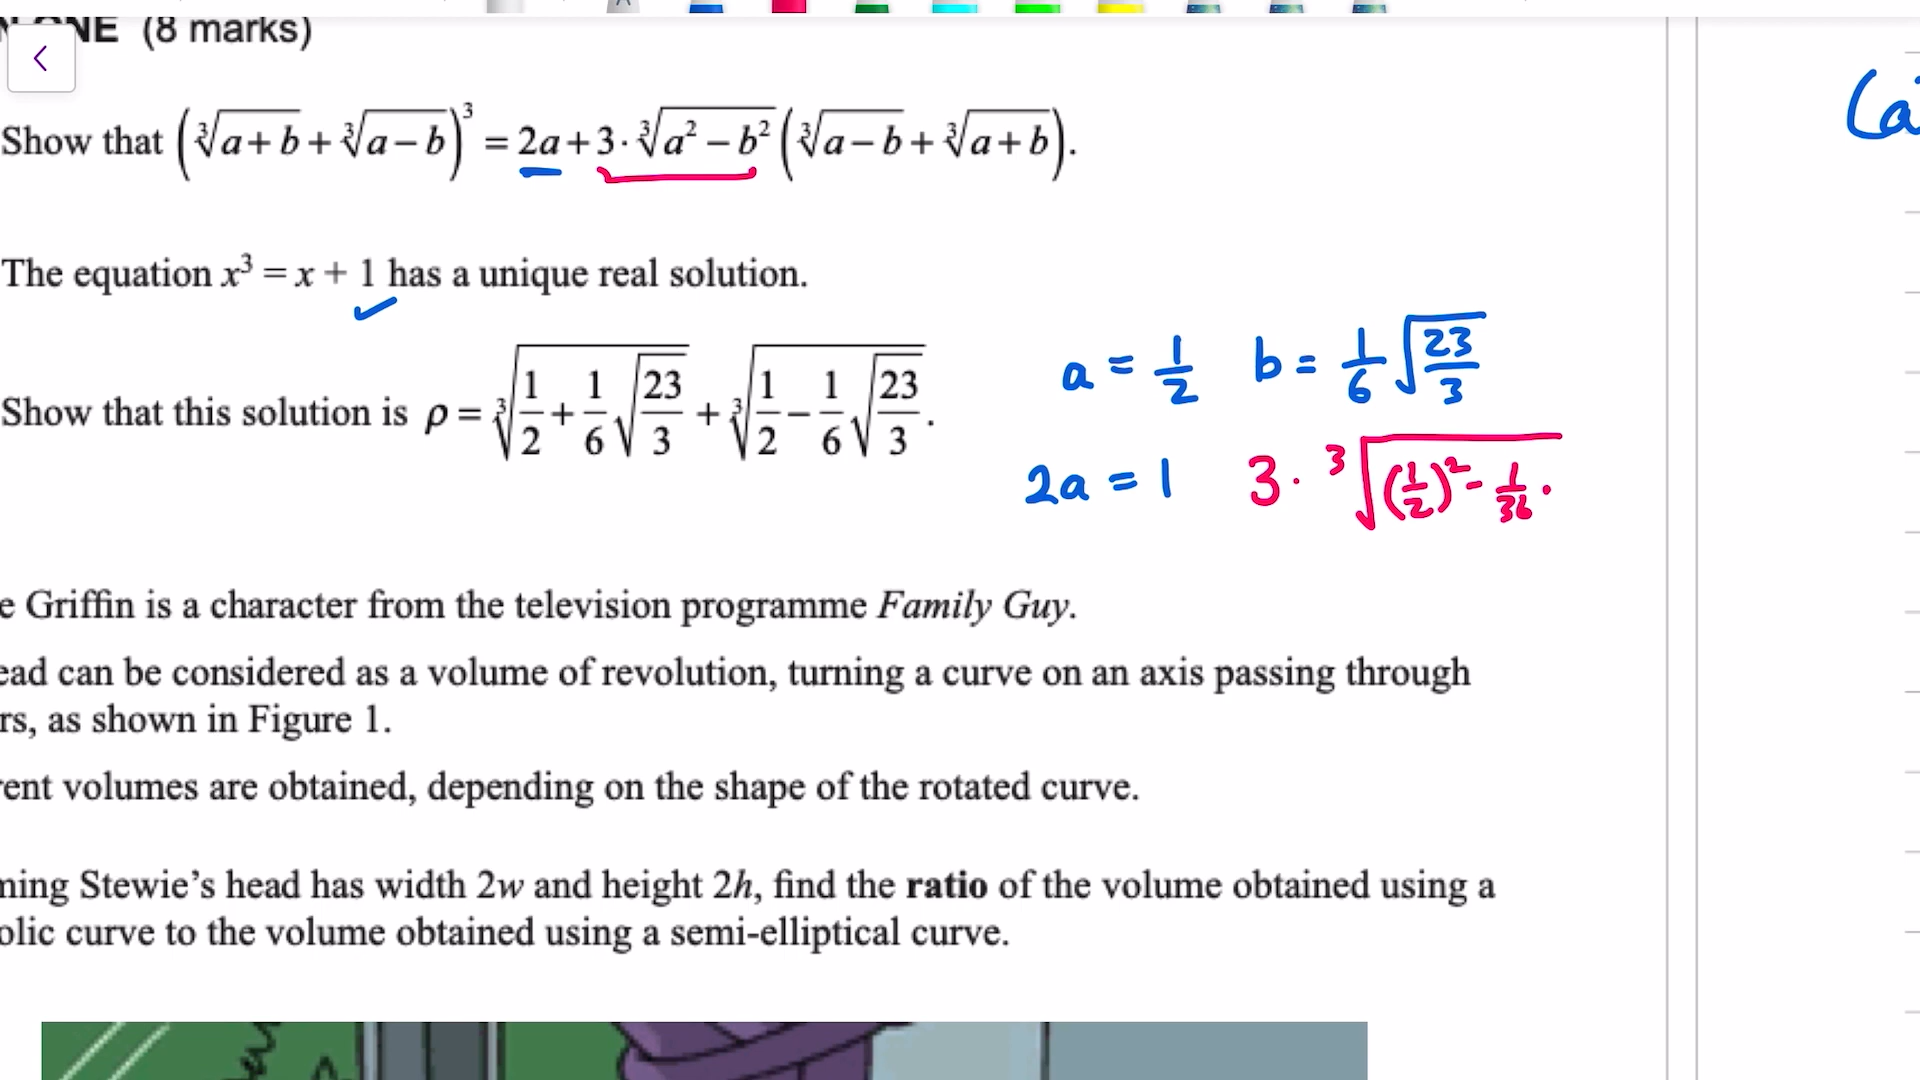 NE (8 marks)
Show that (∛(a + b) + ∛(a − b))³ = 2a + 3 · ∛(a² − b²) (∛(a − b) + ∛(a + b)).
(a
The equation x³ = x + 1 has a unique real solution.
Show that this solution is ρ = ∛(1/2 + 1/6 √(23/3)) + ∛(1/2 − 1/6 √(23/3)).
a = 1/2 b = 1/6 √(23/3)
2a = 1 3 · ∛((1/2)² − 1/36 ·
e Griffin is a character from the television programme Family Guy.
ead can be considered as a volume of revolution, turning a curve on an axis passing through
rs, as shown in Figure 1.
rent volumes are obtained, depending on the shape of the rotated curve.
ming Stewie’s head has width 2w and height 2h, find the ratio of the volume obtained using a
olic curve to the volume obtained using a semi-elliptical curve.